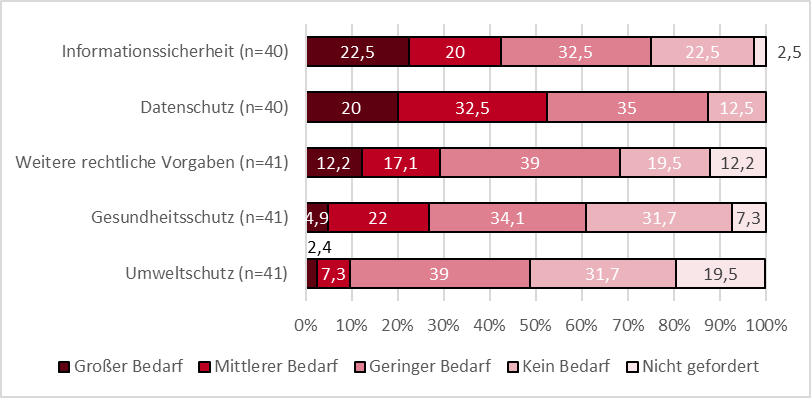 Informationssicherheit (n=40) 22,5 20 32,5 22,5 2,5
Datenschutz (n=40) 20 32,5 35 12,5
Weitere rechtliche Vorgaben (n=41) 12,2 17,1 39 19,5 12,2
Gesundheitsschutz (n=41) 4,9 22 34,1 31,7 7,3
Umweltschutz (n=41) 2,4 7,3 39 31,7 19,5
0% 10% 20% 30% 40% 50% 60% 70% 80% 90% 100%
Großer Bedarf Mittlerer Bedarf Geringer Bedarf Kein Bedarf Nicht gefordert